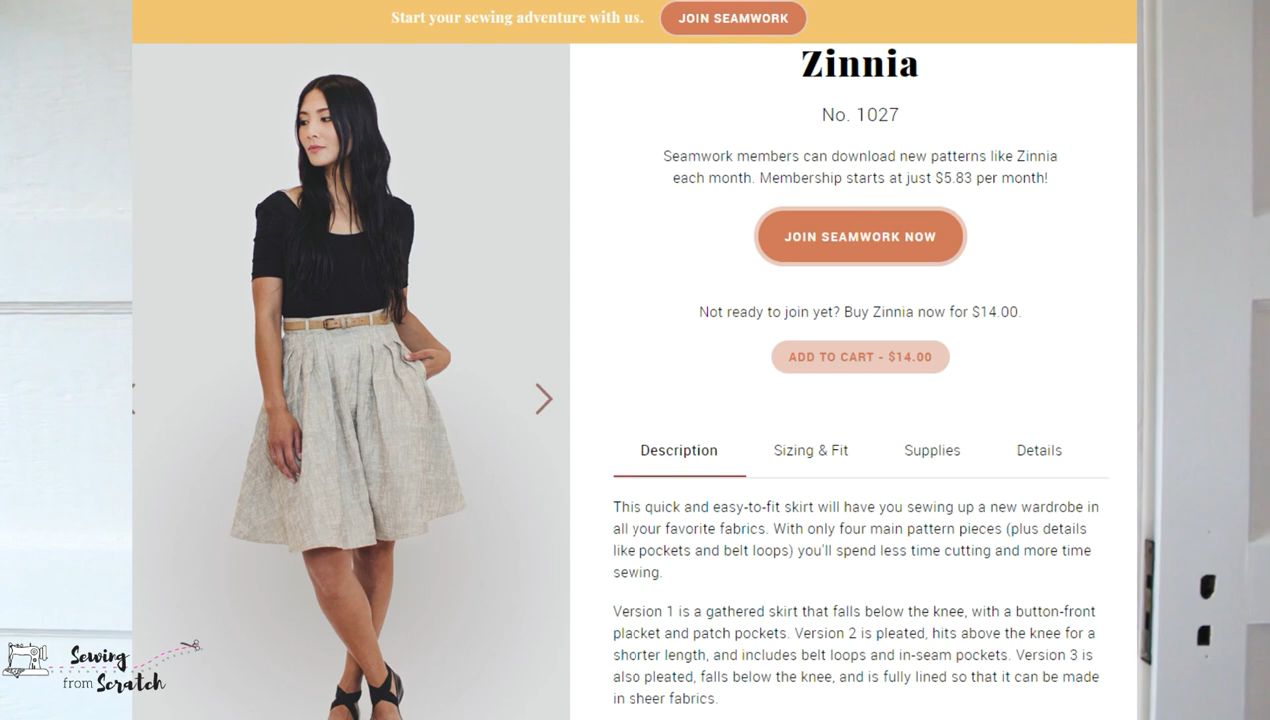 Start your sewing adventure with us.
JOIN SEAMWORK
Zinnia
No. 1027
Seamwork members can download new patterns like Zinnia
each month. Membership starts at just $5.83 per month!
JOIN SEAMWORK NOW
Not ready to join yet? Buy Zinnia now for $14.00.
ADD TO CART - $14.00
Description
Sizing & Fit
Supplies
Details
This quick and easy-to-fit skirt will have you sewing up a new wardrobe in
all your favorite fabrics. With only four main pattern pieces (plus details
like pockets and belt loops) you'll spend less time cutting and more time
sewing.
Version 1 is a gathered skirt that falls below the knee, with a button-front
placket and patch pockets. Version 2 is pleated, hits above the knee for a
shorter length, and includes belt loops and in-seam pockets. Version 3 is
also pleated, falls below the knee, and is fully lined so that it can be made
in sheer fabrics.
Sewing
from Scratch